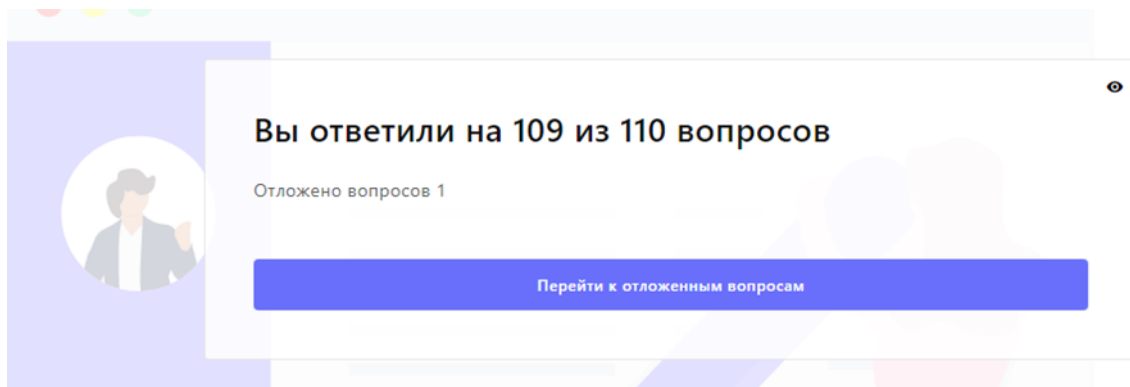 Вы ответили на 109 из 110 вопросов
Отложено вопросов 1
Перейти к отложенным вопросам